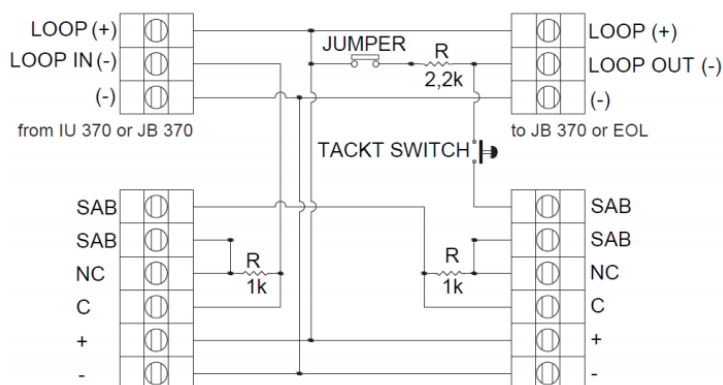 LOOP (+)
LOOP IN (-)
(-)
from IU 370 or JB 370
JUMPER
R
2,2k
LOOP (+)
LOOP OUT (-)
(-)
to JB 370 or EOL
TACKT SWITCH
SAB
SAB
NC
C
+
-
R
1k
R
1k
SAB
SAB
NC
C
+
-